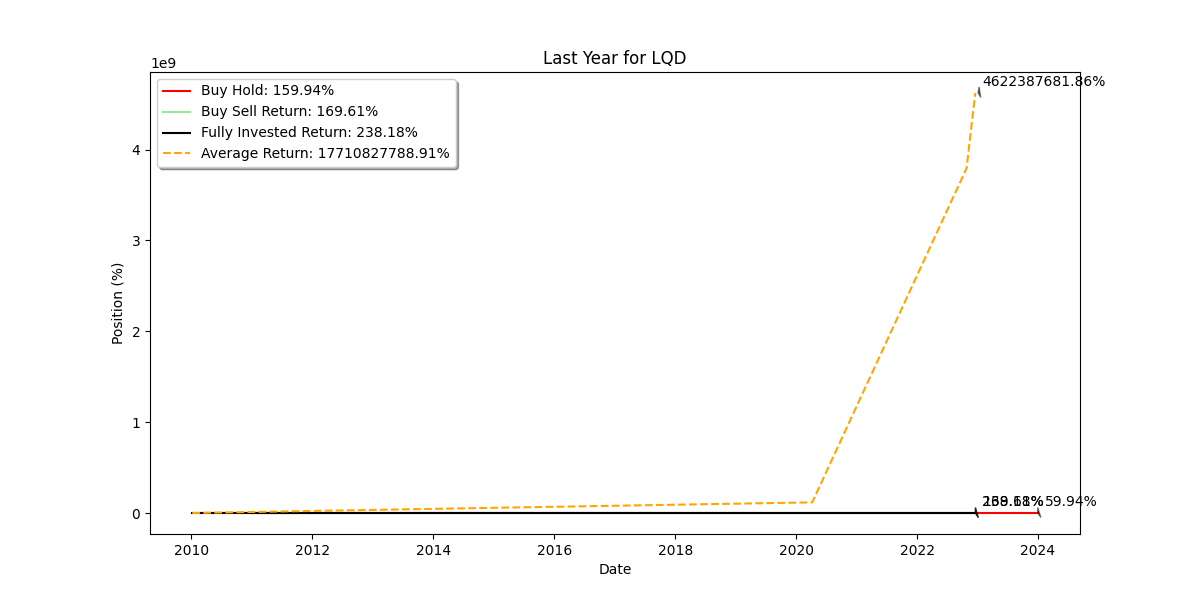 Last Year for LQD
1e9
Buy Hold: 159.94%
Buy Sell Return: 169.61%
Fully Invested Return: 238.18%
Average Return: 17710827788.91%
4622387681.86%
Position (%)
4
3
2
1
0
59.94%
2010 2012 2014 2016 2018 2020 2022 2024
Date